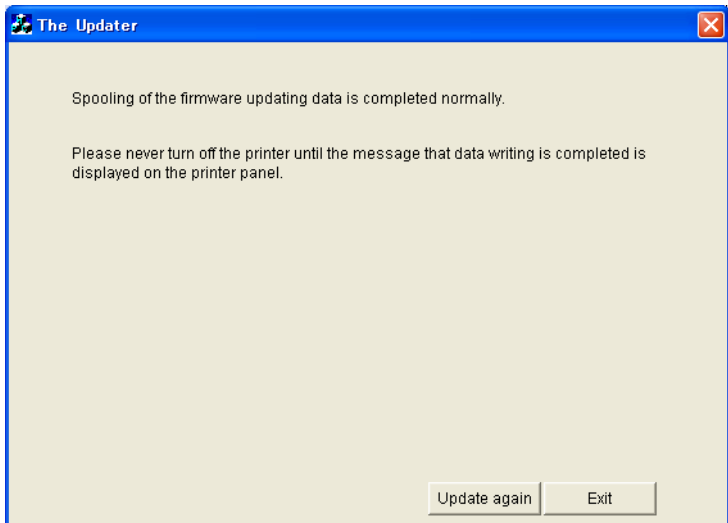 The Updater
Spooling of the firmware updating data is completed normally.
Please never turn off the printer until the message that data writing is completed is
displayed on the printer panel.
Update again
Exit